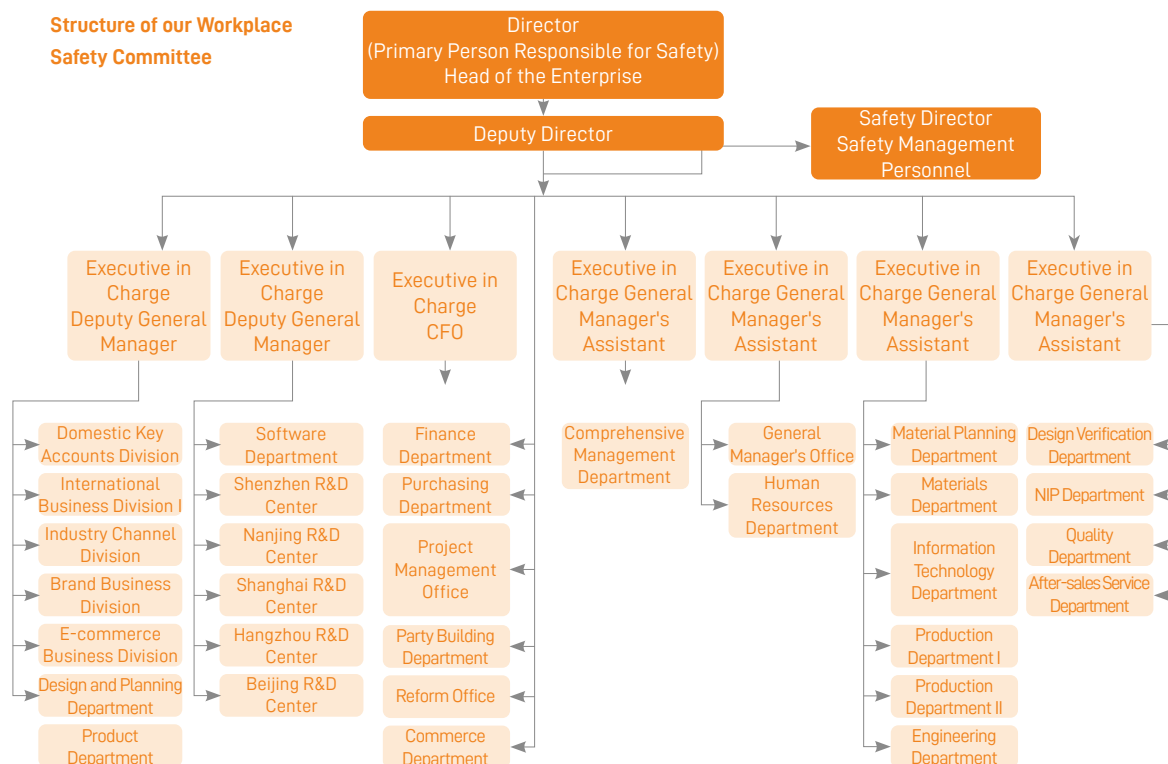 Structure of our Workplace
Safety Committee
Director
(Primary Person Responsible for Safety)
Head of the Enterprise
Deputy Director
Safety Director
Safety Management
Personnel
Executive in
Charge
Deputy General
Manager
Executive in
Charge
Deputy General
Manager
Executive in
Charge
CFO
Executive in
Charge General
Manager's
Assistant
Executive in
Charge General
Manager's
Assistant
Executive in
Charge General
Manager's
Assistant
Executive in
Charge General
Manager's
Assistant
Domestic Key
Accounts Division
International
Business Division I
Industry Channel
Division
Brand Business
Division
E-commerce
Business Division
Design and Planning
Department
Product
Department
Software
Department
Shenzhen R&D
Center
Nanjing R&D
Center
Shanghai R&D
Center
Hangzhou R&D
Center
Beijing R&D
Center
Finance
Department
Purchasing
Department
Project
Management
Office
Party Building
Department
Reform Office
Commerce
Department
Comprehensive
Management
Department
General
Manager's Office
Human
Resources
Department
Material Planning
Department
Materials
Department
Information
Technology
Department
Production
Department I
Production
Department II
Engineering
Department
Design Verification
Department
NIP Department
Quality
Department
After-sales Service
Department